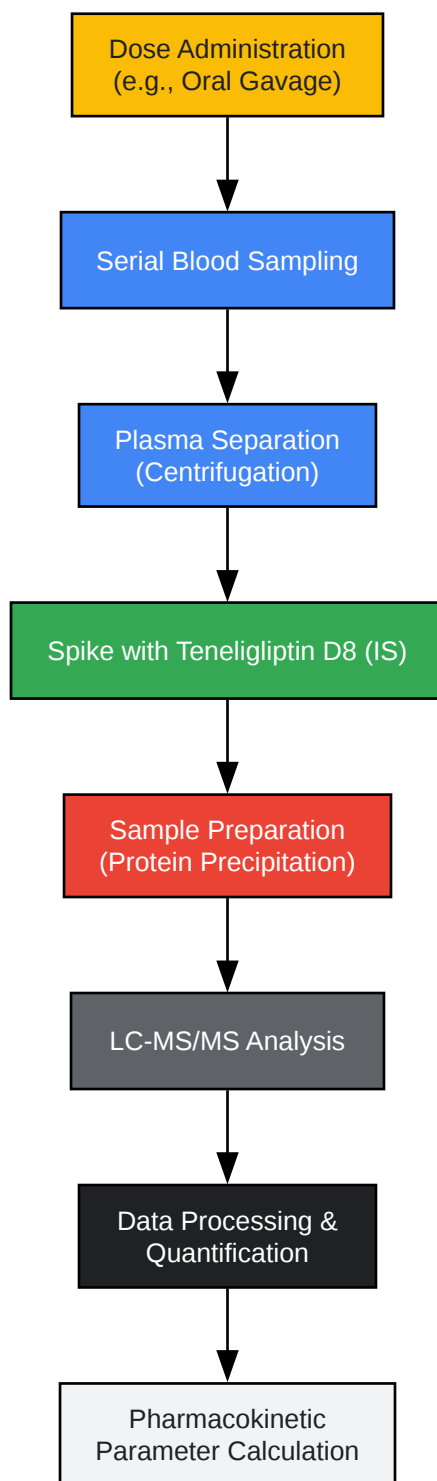 Dose Administration
(e.g., Oral Gavage)
Serial Blood Sampling
Plasma Separation
(Centrifugation)
Spike with Teneligliptin D8 (IS)
Sample Preparation
(Protein Precipitation)
LC-MS/MS Analysis
Data Processing &
Quantification
Pharmacokinetic
Parameter Calculation